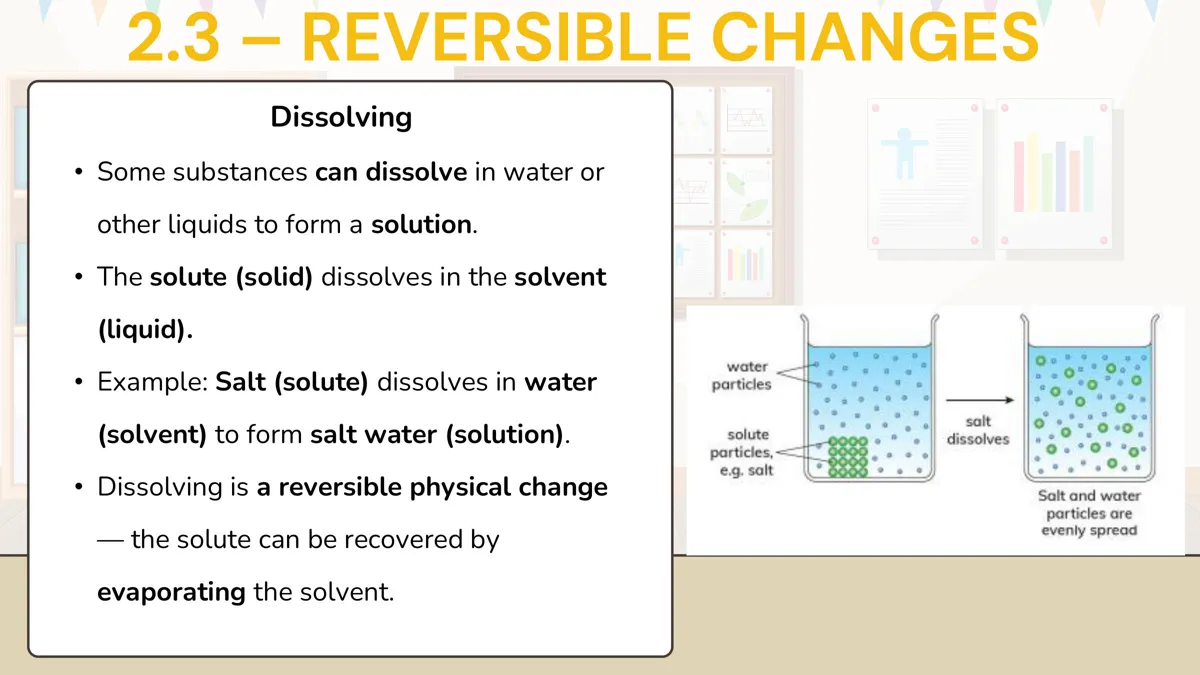 2.3 – REVERSIBLE CHANGES
Dissolving
• Some substances can dissolve in water or
other liquids to form a solution.
• The solute (solid) dissolves in the solvent
(liquid).
• Example: Salt (solute) dissolves in water
(solvent) to form salt water (solution).
• Dissolving is a reversible physical change
— the solute can be recovered by
evaporating the solvent.
water
particles
solute
particles,
e.g. salt
salt
dissolves
Salt and water
particles are
evenly spread